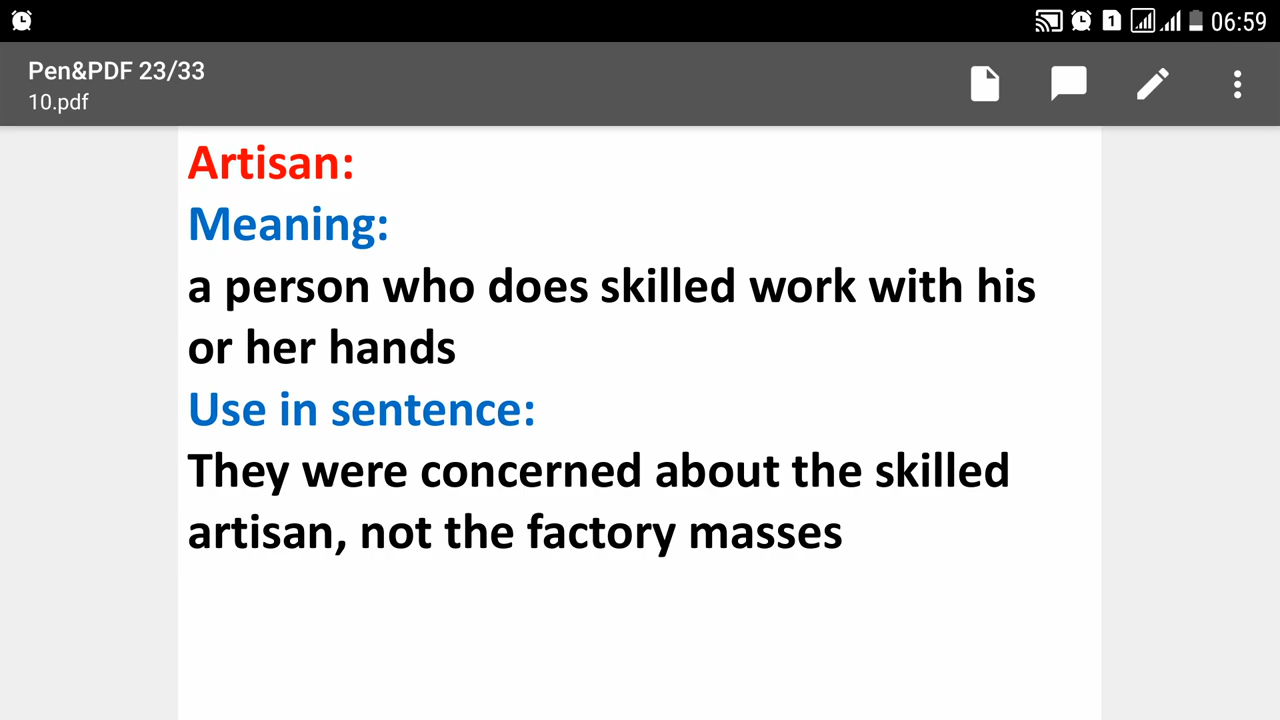 1
06:59
Pen&PDF 23/33
10.pdf
Artisan:
Meaning:
a person who does skilled work with his
or her hands
Use in sentence:
They were concerned about the skilled
artisan, not the factory masses